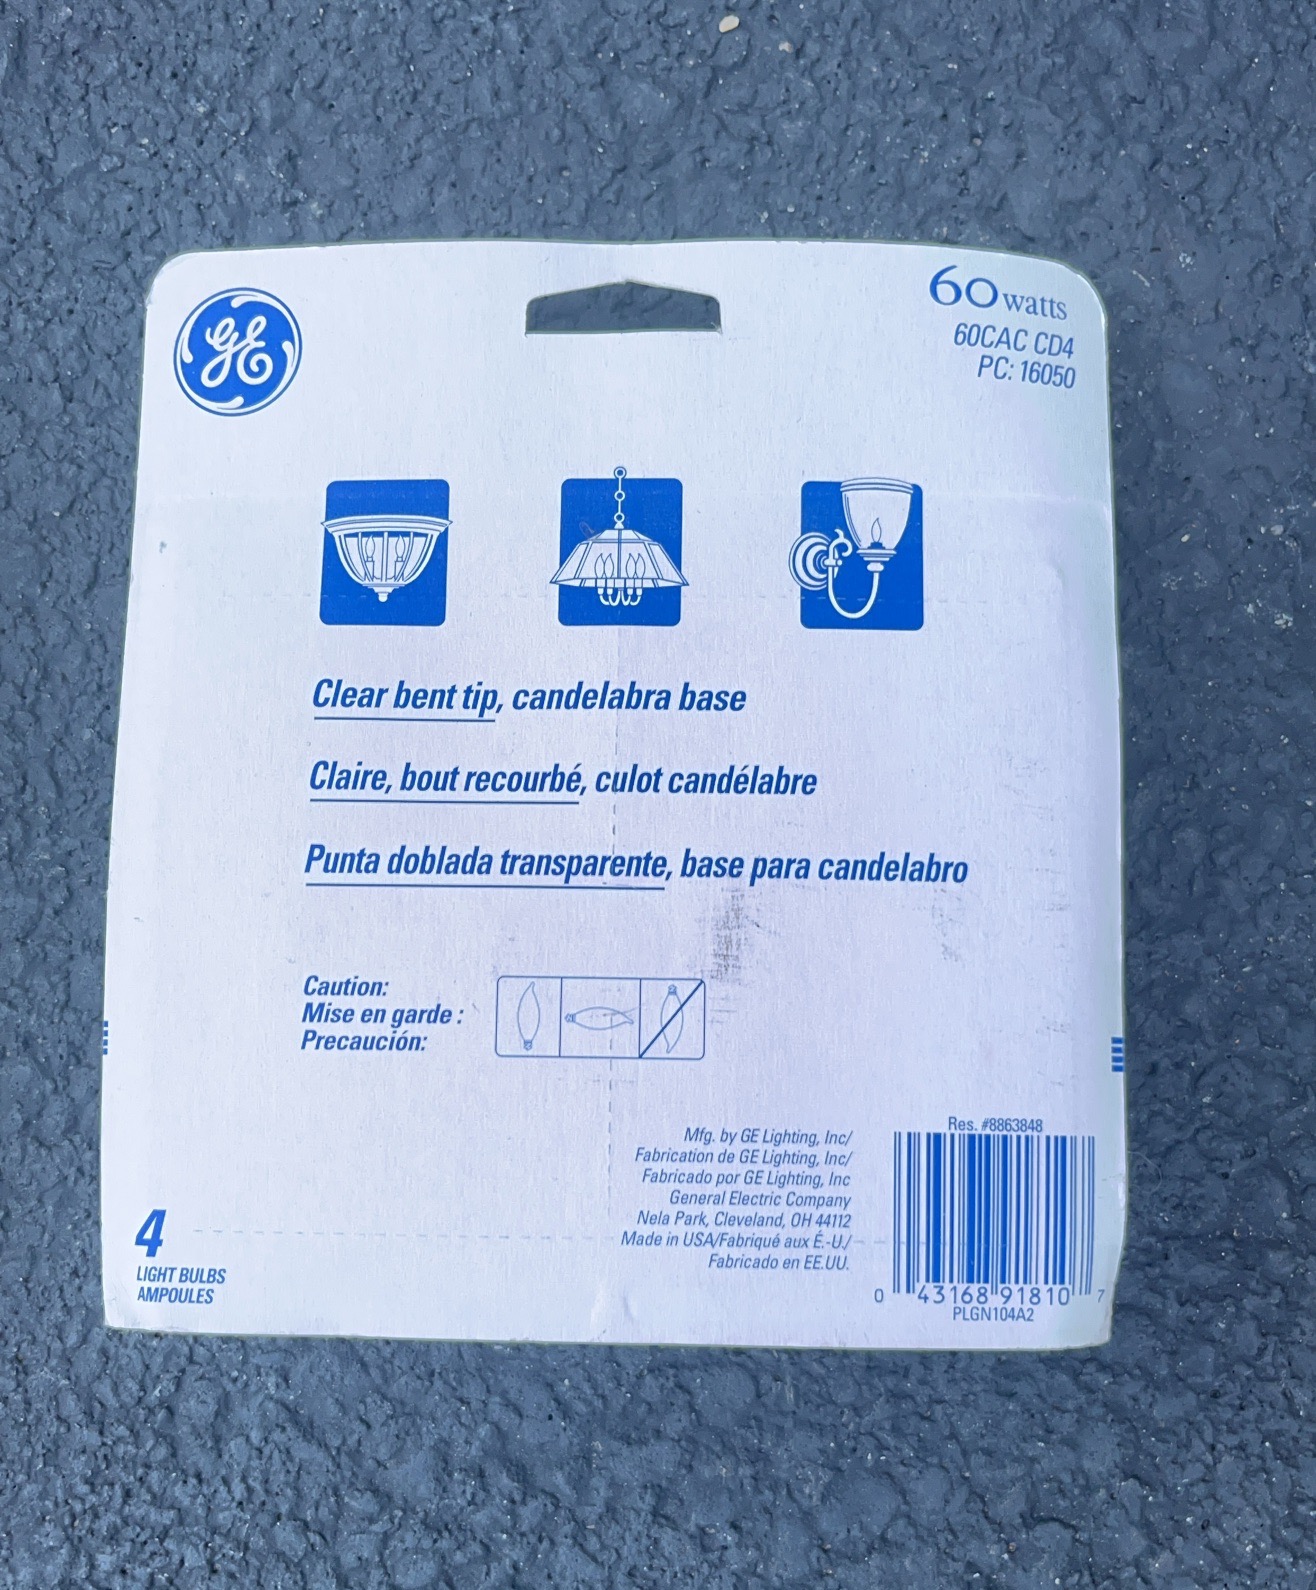 GE
60 watts
60CAC CD4
PC: 16050
Clear bent tip, candelabra base
Claire, bout recourbé, culot candélabre
Punta doblada transparente, base para candelabro
Caution:
Mise en garde :
Precaución:
Mfg. by GE Lighting, Inc/
Fabrication de GE Lighting, Inc/
Fabricado por GE Lighting, Inc
General Electric Company
Nela Park, Cleveland, OH 44112
Made in USA/Fabriqué aux É.-U./
Fabricado en EE.UU.
Res. #8863848
0 43168 91810 7
PLGN104A2
4
LIGHT BULBS
AMPOULES